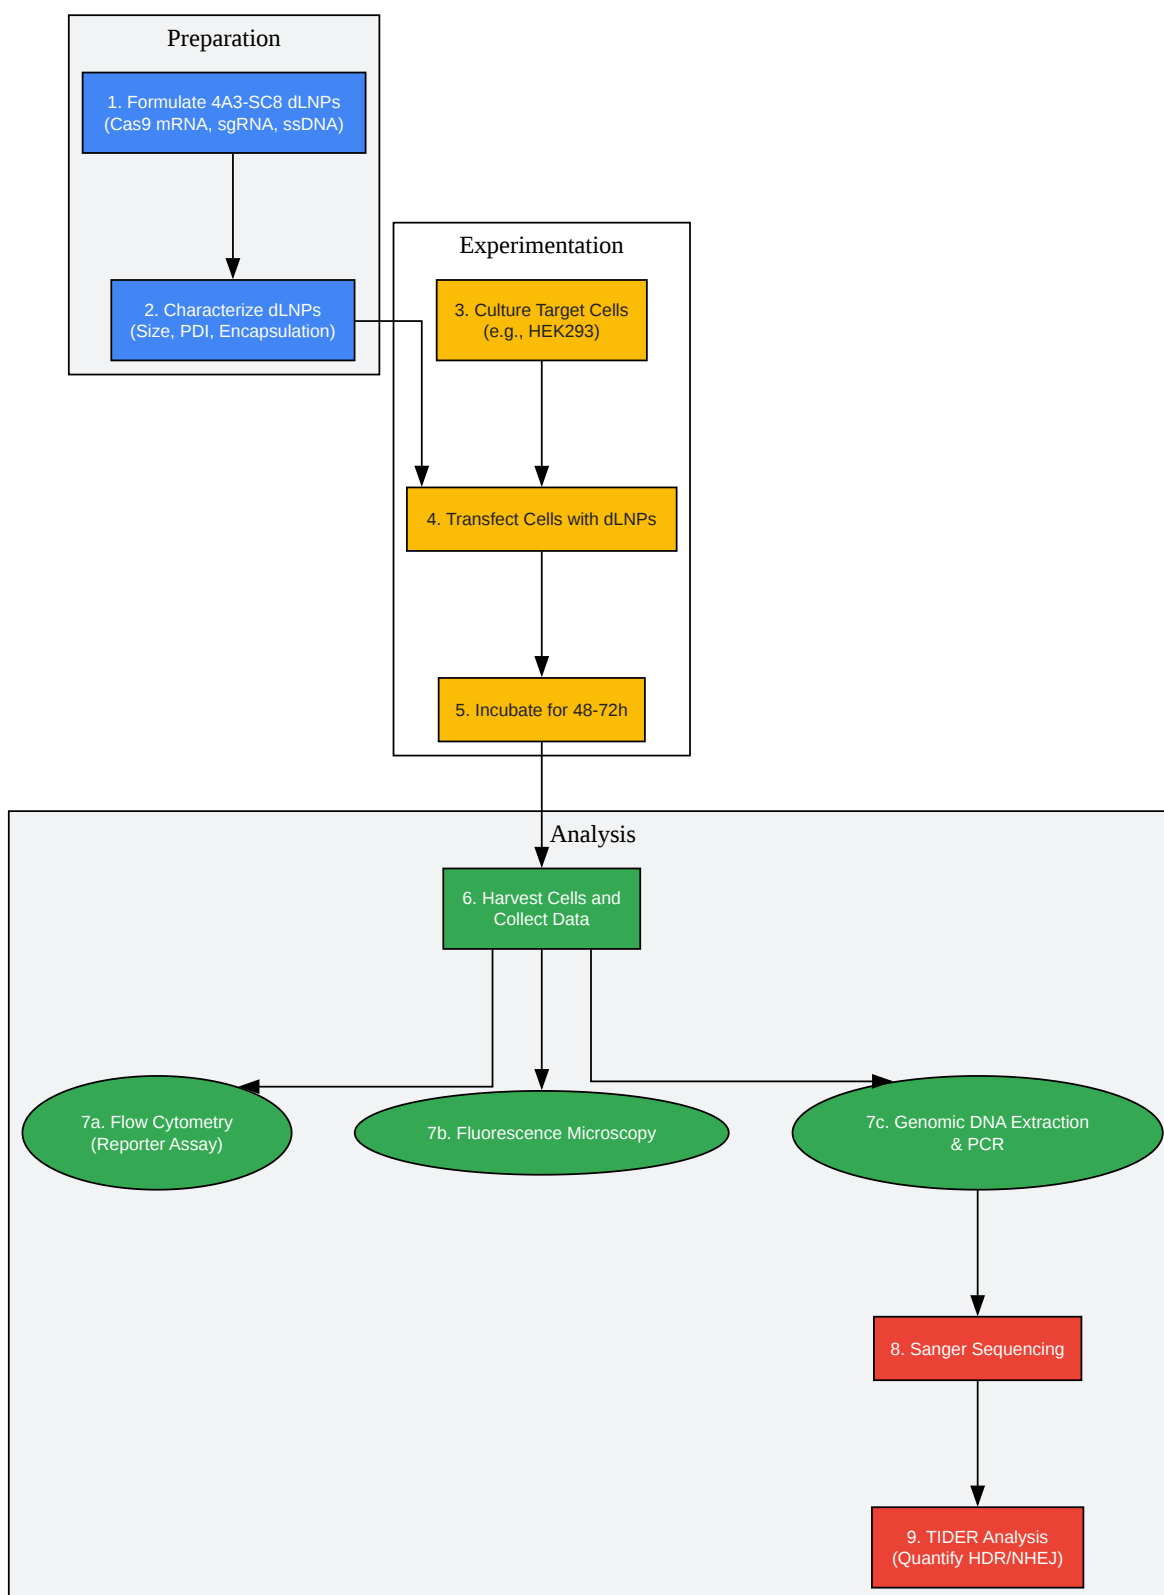 Preparation
1. Formulate 4A3-SC8 dLNPs
(Cas9 mRNA, sgRNA, ssDNA)
2. Characterize dLNPs
(Size, PDI, Encapsulation)
Experimentation
3. Culture Target Cells
(e.g., HEK293)
4. Transfect Cells with dLNPs
5. Incubate for 48-72h
Analysis
6. Harvest Cells and
Collect Data
7a. Flow Cytometry
(Reporter Assay)
7b. Fluorescence Microscopy
7c. Genomic DNA Extraction
& PCR
8. Sanger Sequencing
9. TIDER Analysis
(Quantify HDR/NHEJ)